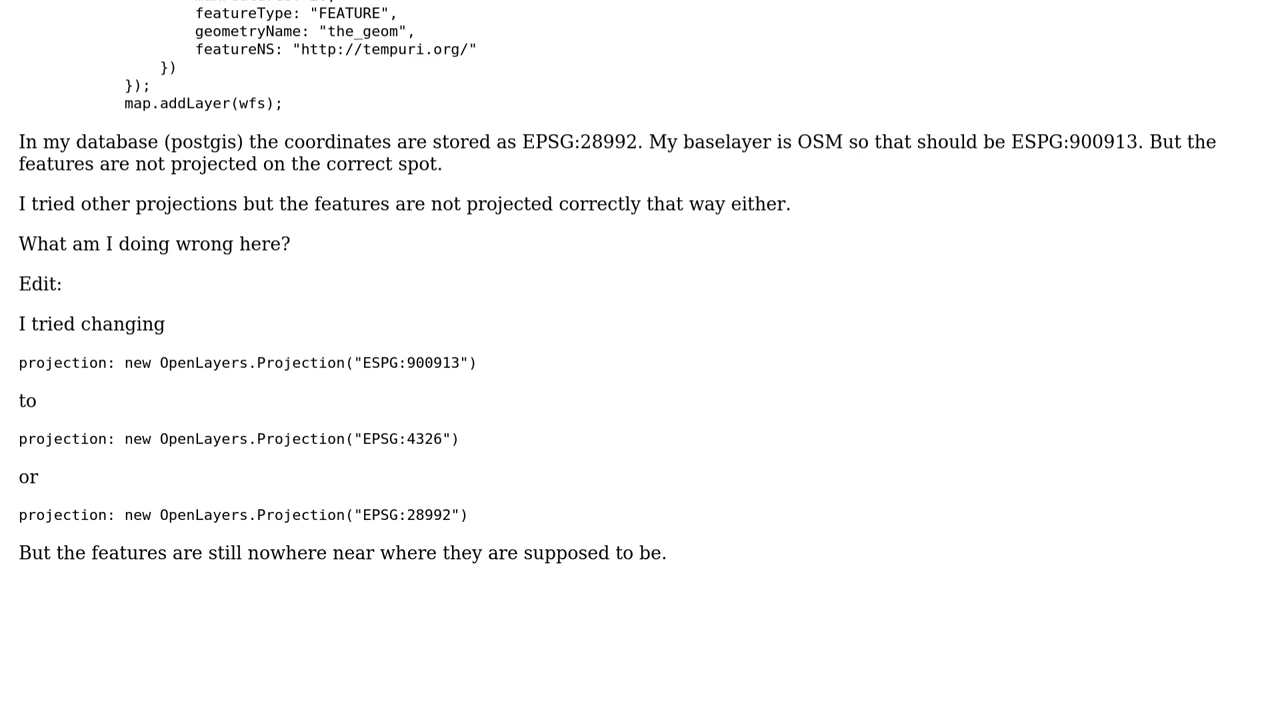 featureType: "FEATURE",
geometryName: "the_geom",
featureNS: "http://tempuri.org/"
})
});
map.addLayer(wfs);
In my database (postgis) the coordinates are stored as EPSG:28992. My baselayer is OSM so that should be ESPG:900913. But the
features are not projected on the correct spot.
I tried other projections but the features are not projected correctly that way either.
What am I doing wrong here?
Edit:
I tried changing
projection: new OpenLayers.Projection("ESPG:900913")
to
projection: new OpenLayers.Projection("EPSG:4326")
or
projection: new OpenLayers.Projection("EPSG:28992")
But the features are still nowhere near where they are supposed to be.